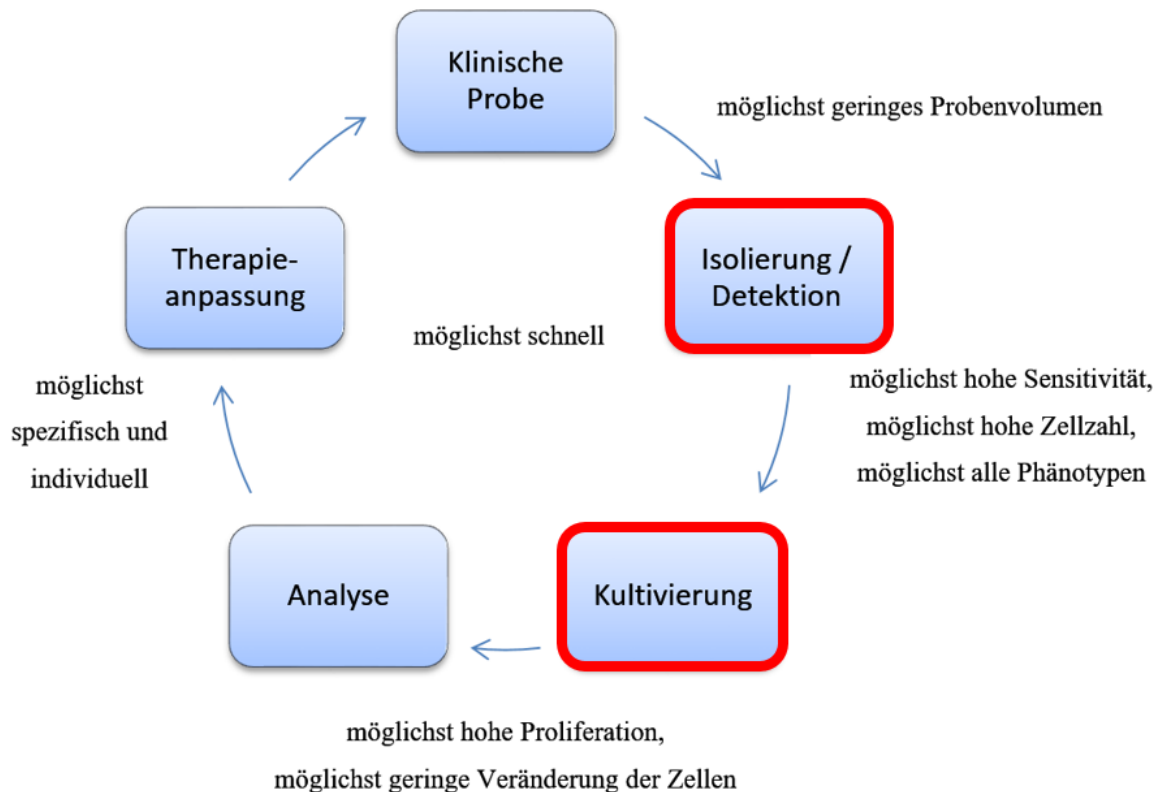 Klinische
Probe
möglichst geringes Probenvolumen
Isolierung /
Detektion
möglichst hohe Sensitivität,
möglichst hohe Zellzahl,
möglichst alle Phänotypen
Kultivierung
möglichst hohe Proliferation,
möglichst geringe Veränderung der Zellen
Analyse
möglichst
spezifisch und
individuell
Therapie-
anpassung
möglichst schnell